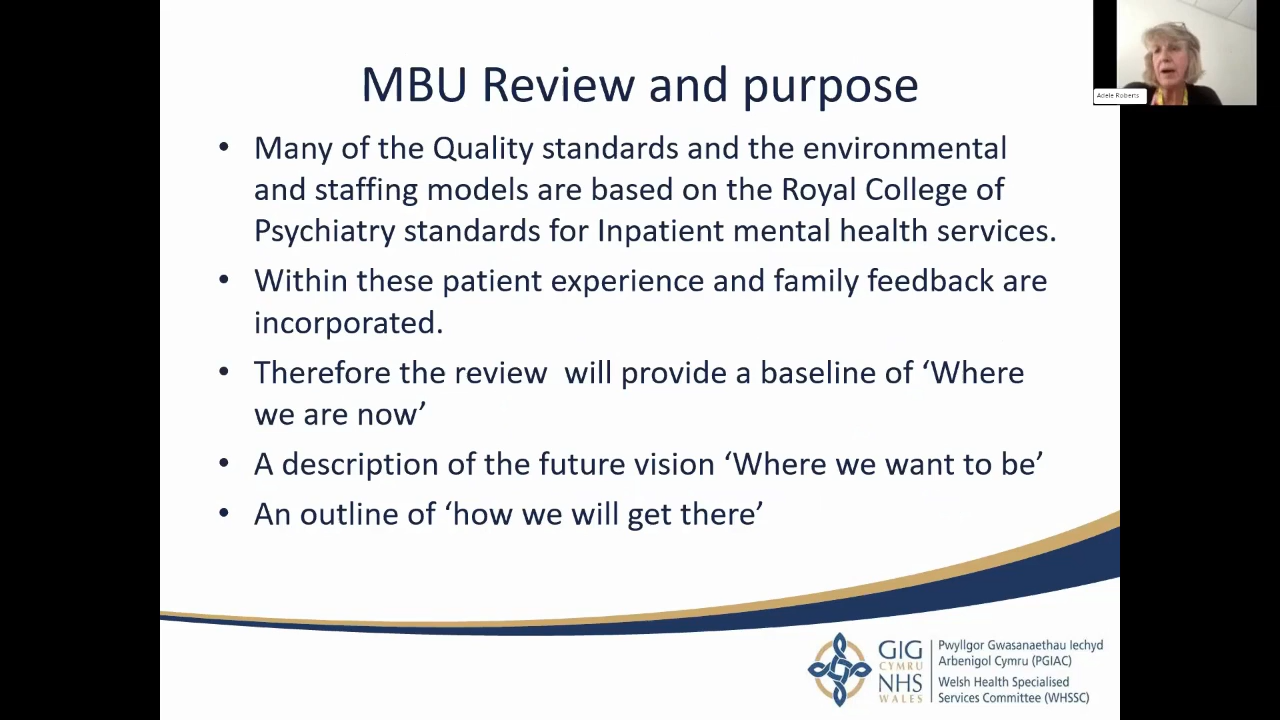 MBU Review and purpose
Adele Roberts
• Many of the Quality standards and the environmental
and staffing models are based on the Royal College of
Psychiatry standards for Inpatient mental health services.
• Within these patient experience and family feedback are
incorporated.
• Therefore the review  will provide a baseline of ‘Where
we are now’
• A description of the future vision ‘Where we want to be’
• An outline of ‘how we will get there’
GIG
CYMRU
NHS
WALES
Pwyllgor Gwasanaethau Iechyd
Arbenigol Cymru (PGIAC)
Welsh Health Specialised
Services Committee (WHSSC)